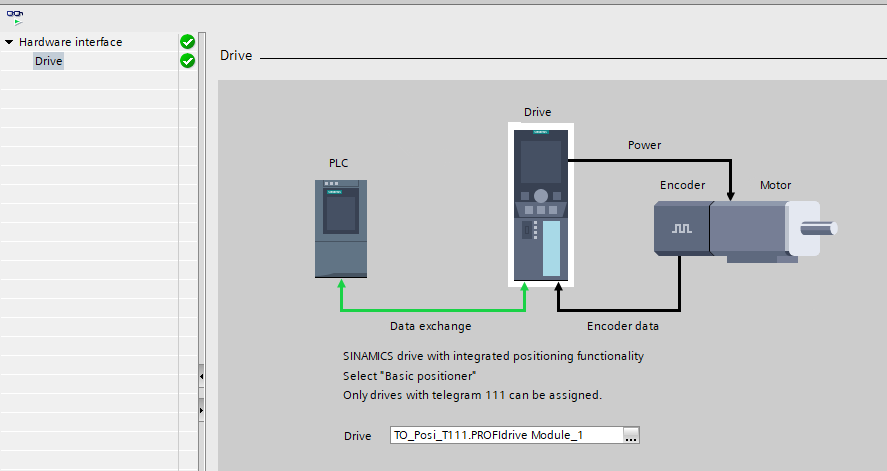 Hardware interface
Drive
Drive
Drive
PLC
Power
Encoder
Motor
Data exchange
Encoder data
SINAMICS drive with integrated positioning functionality
Select "Basic positioner"
Only drives with telegram 111 can be assigned.
Drive
TO_Posi_T111.PROFIdrive Module_1
...